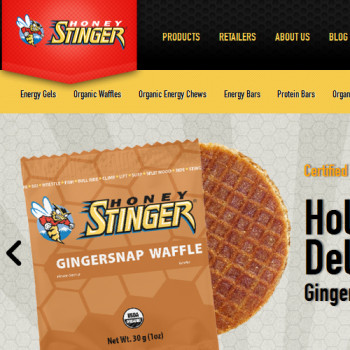 HONEY
STINGER
PRODUCTS RETAILERS ABOUT US BLOG
Energy Gels Organic Waffles Organic Energy Chews Energy Bars Protein Bars Organ
Certified
HONEY
STINGER
GINGERSNAP WAFFLE
Hol
Del
Ginger
USDA
ORGANIC
Net Wt. 30 g (1oz)